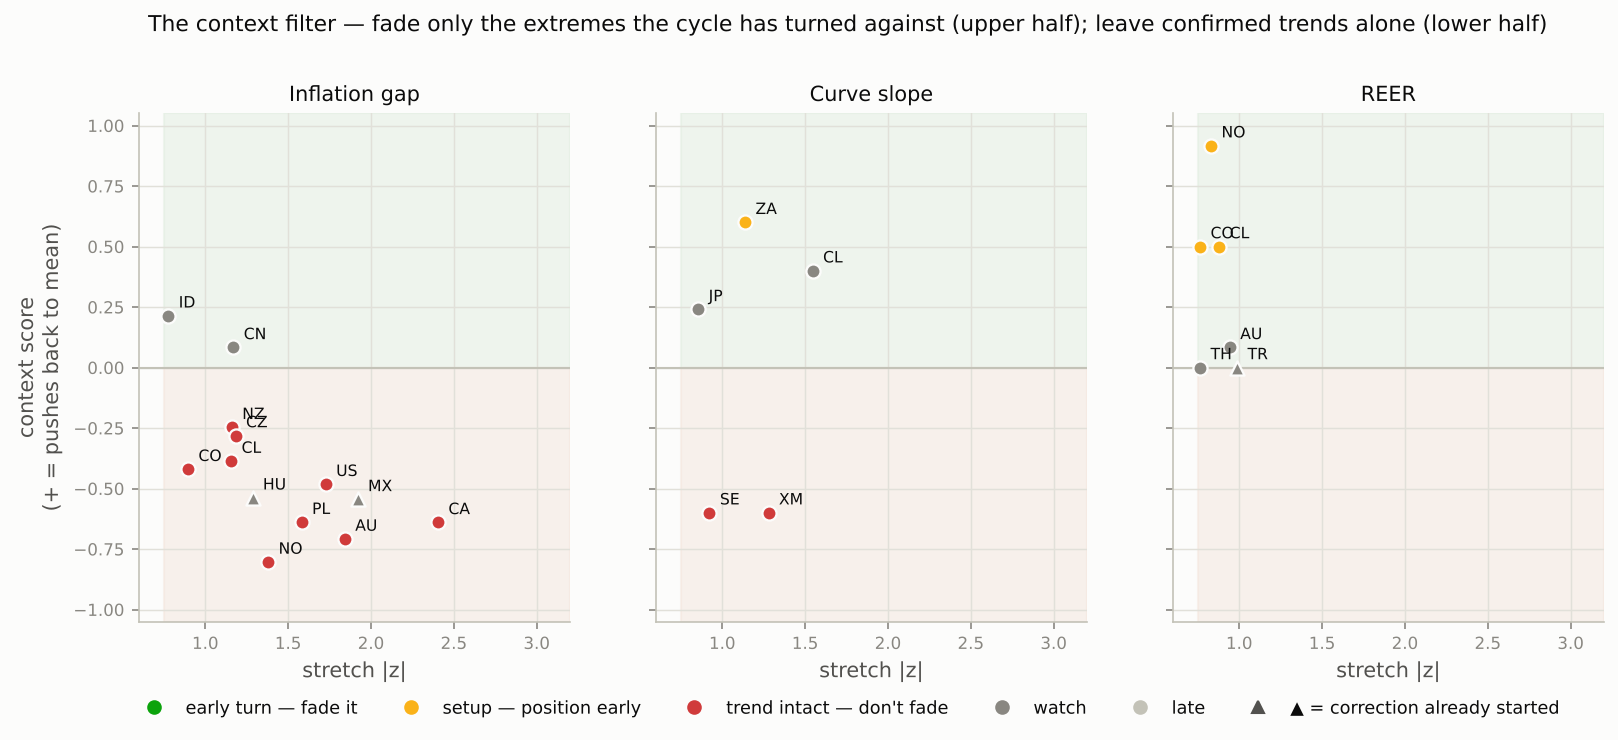 The context filter — fade only the extremes the cycle has turned against (upper half); leave confirmed trends alone (lower half)
Inflation gap
Curve slope
REER
context score
(+ = pushes back to mean)
1.00
0.75
0.50
0.25
0.00
−0.25
−0.50
−0.75
−1.00
ID
CN
NZ
CZ
CL
CO
HU
US
MX
PL
CA
AU
NO
ZA
CL
JP
SE
XM
NO
CO
CL
AU
TH
TR
1.0 1.5 2.0 2.5 3.0
1.0 1.5 2.0 2.5 3.0
1.0 1.5 2.0 2.5 3.0
stretch |z|
stretch |z|
stretch |z|
early turn — fade it
setup — position early
trend intact — don't fade
watch
late
▲ = correction already started